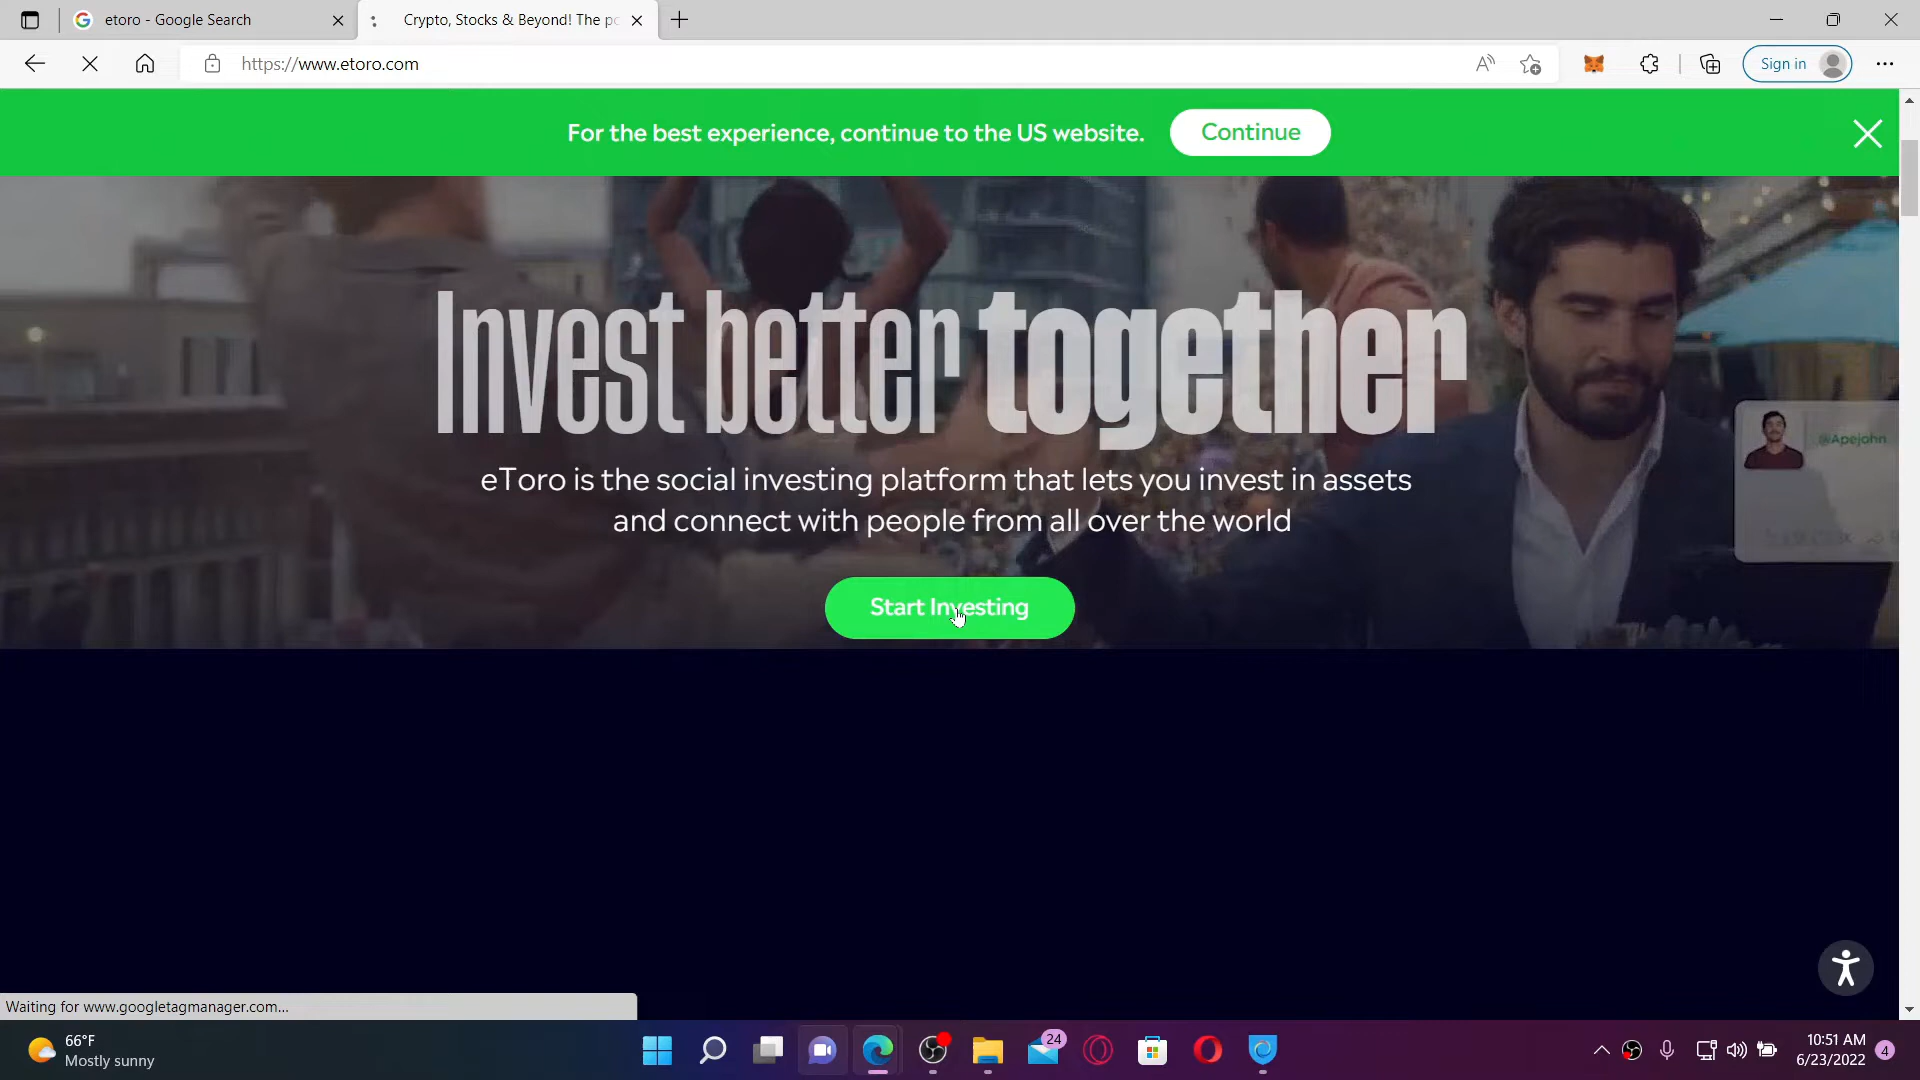 etoro - Google Search
Crypto, Stocks & Beyond! The po
https://www.etoro.com
Sign in
For the best experience, continue to the US website.
Continue
Invest better together
eToro is the social investing platform that lets you invest in assets
and connect with people from all over the world
@Apejohn
Start Investing
Waiting for www.googletagmanager.com...
66°F
Mostly sunny
24
10:51 AM
6/23/2022
4